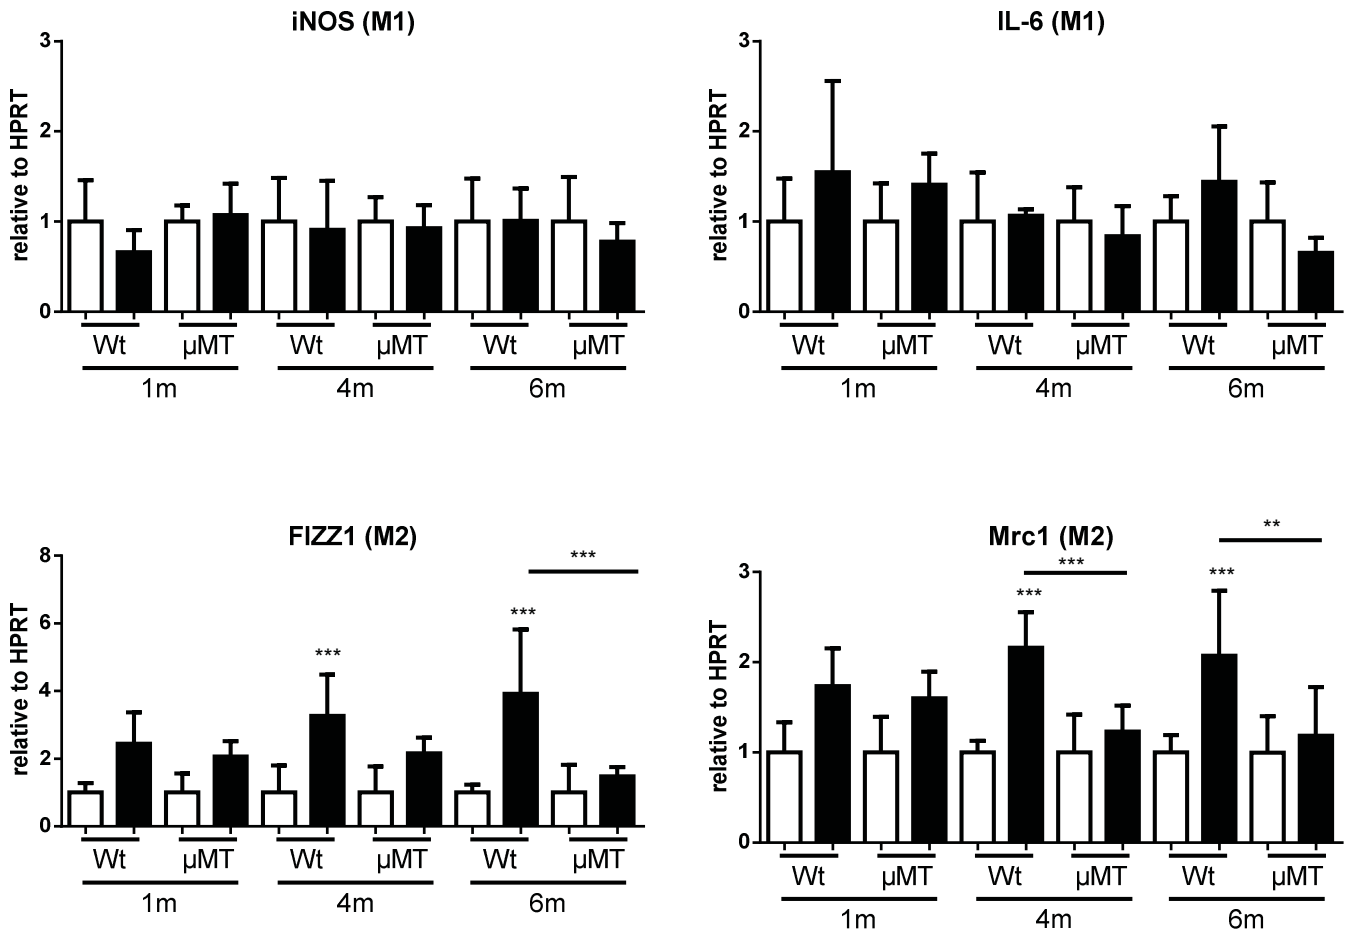 iNOS (M1)
relative to HPRT
3
2
1
0
Wt µMT Wt µMT Wt µMT
1m 4m 6m
IL-6 (M1)
relative to HPRT
3
2
1
0
Wt µMT Wt µMT Wt µMT
1m 4m 6m
FIZZ1 (M2)
relative to HPRT
8
6
4
2
0
***
***
***
Wt µMT Wt µMT Wt µMT
1m 4m 6m
**
Mrc1 (M2)
relative to HPRT
3
2
1
0
***
***
***
Wt µMT Wt µMT Wt µMT
1m 4m 6m